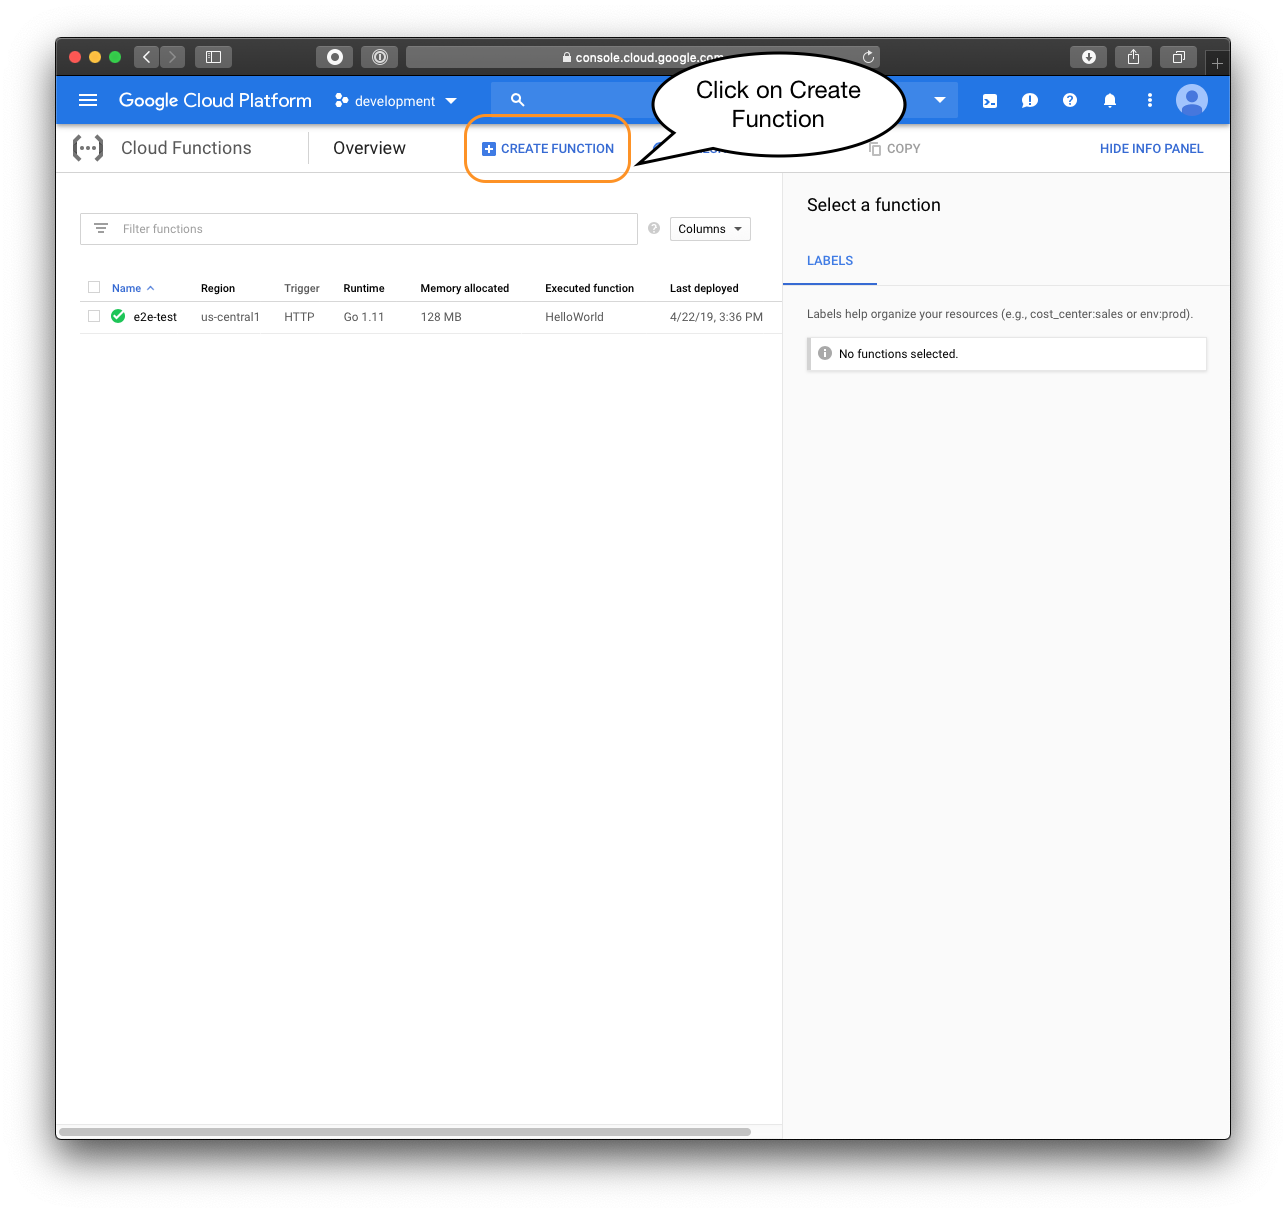 console.cloud.google.com
Click on Create
Function
Google Cloud Platform
development
Cloud Functions
Overview
CREATE FUNCTION
COPY
HIDE INFO PANEL
Filter functions
Columns
Select a function
LABELS
Labels help organize your resources (e.g., cost_center:sales or env:prod).
No functions selected.
Name Region Trigger Runtime Memory allocated Executed function Last deployed
e2e-test us-central1 HTTP Go 1.11 128 MB HelloWorld 4/22/19, 3:36 PM